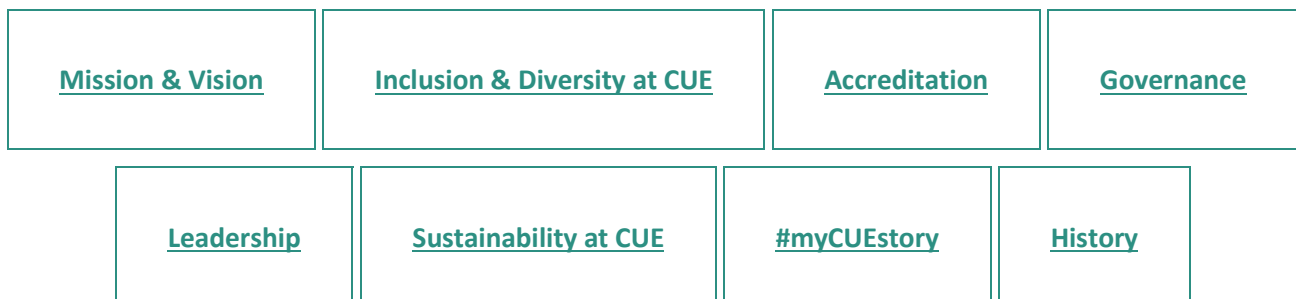 Mission & Vision
Inclusion & Diversity at CUE
Accreditation
Governance
Leadership
Sustainability at CUE
#myCUEstory
History